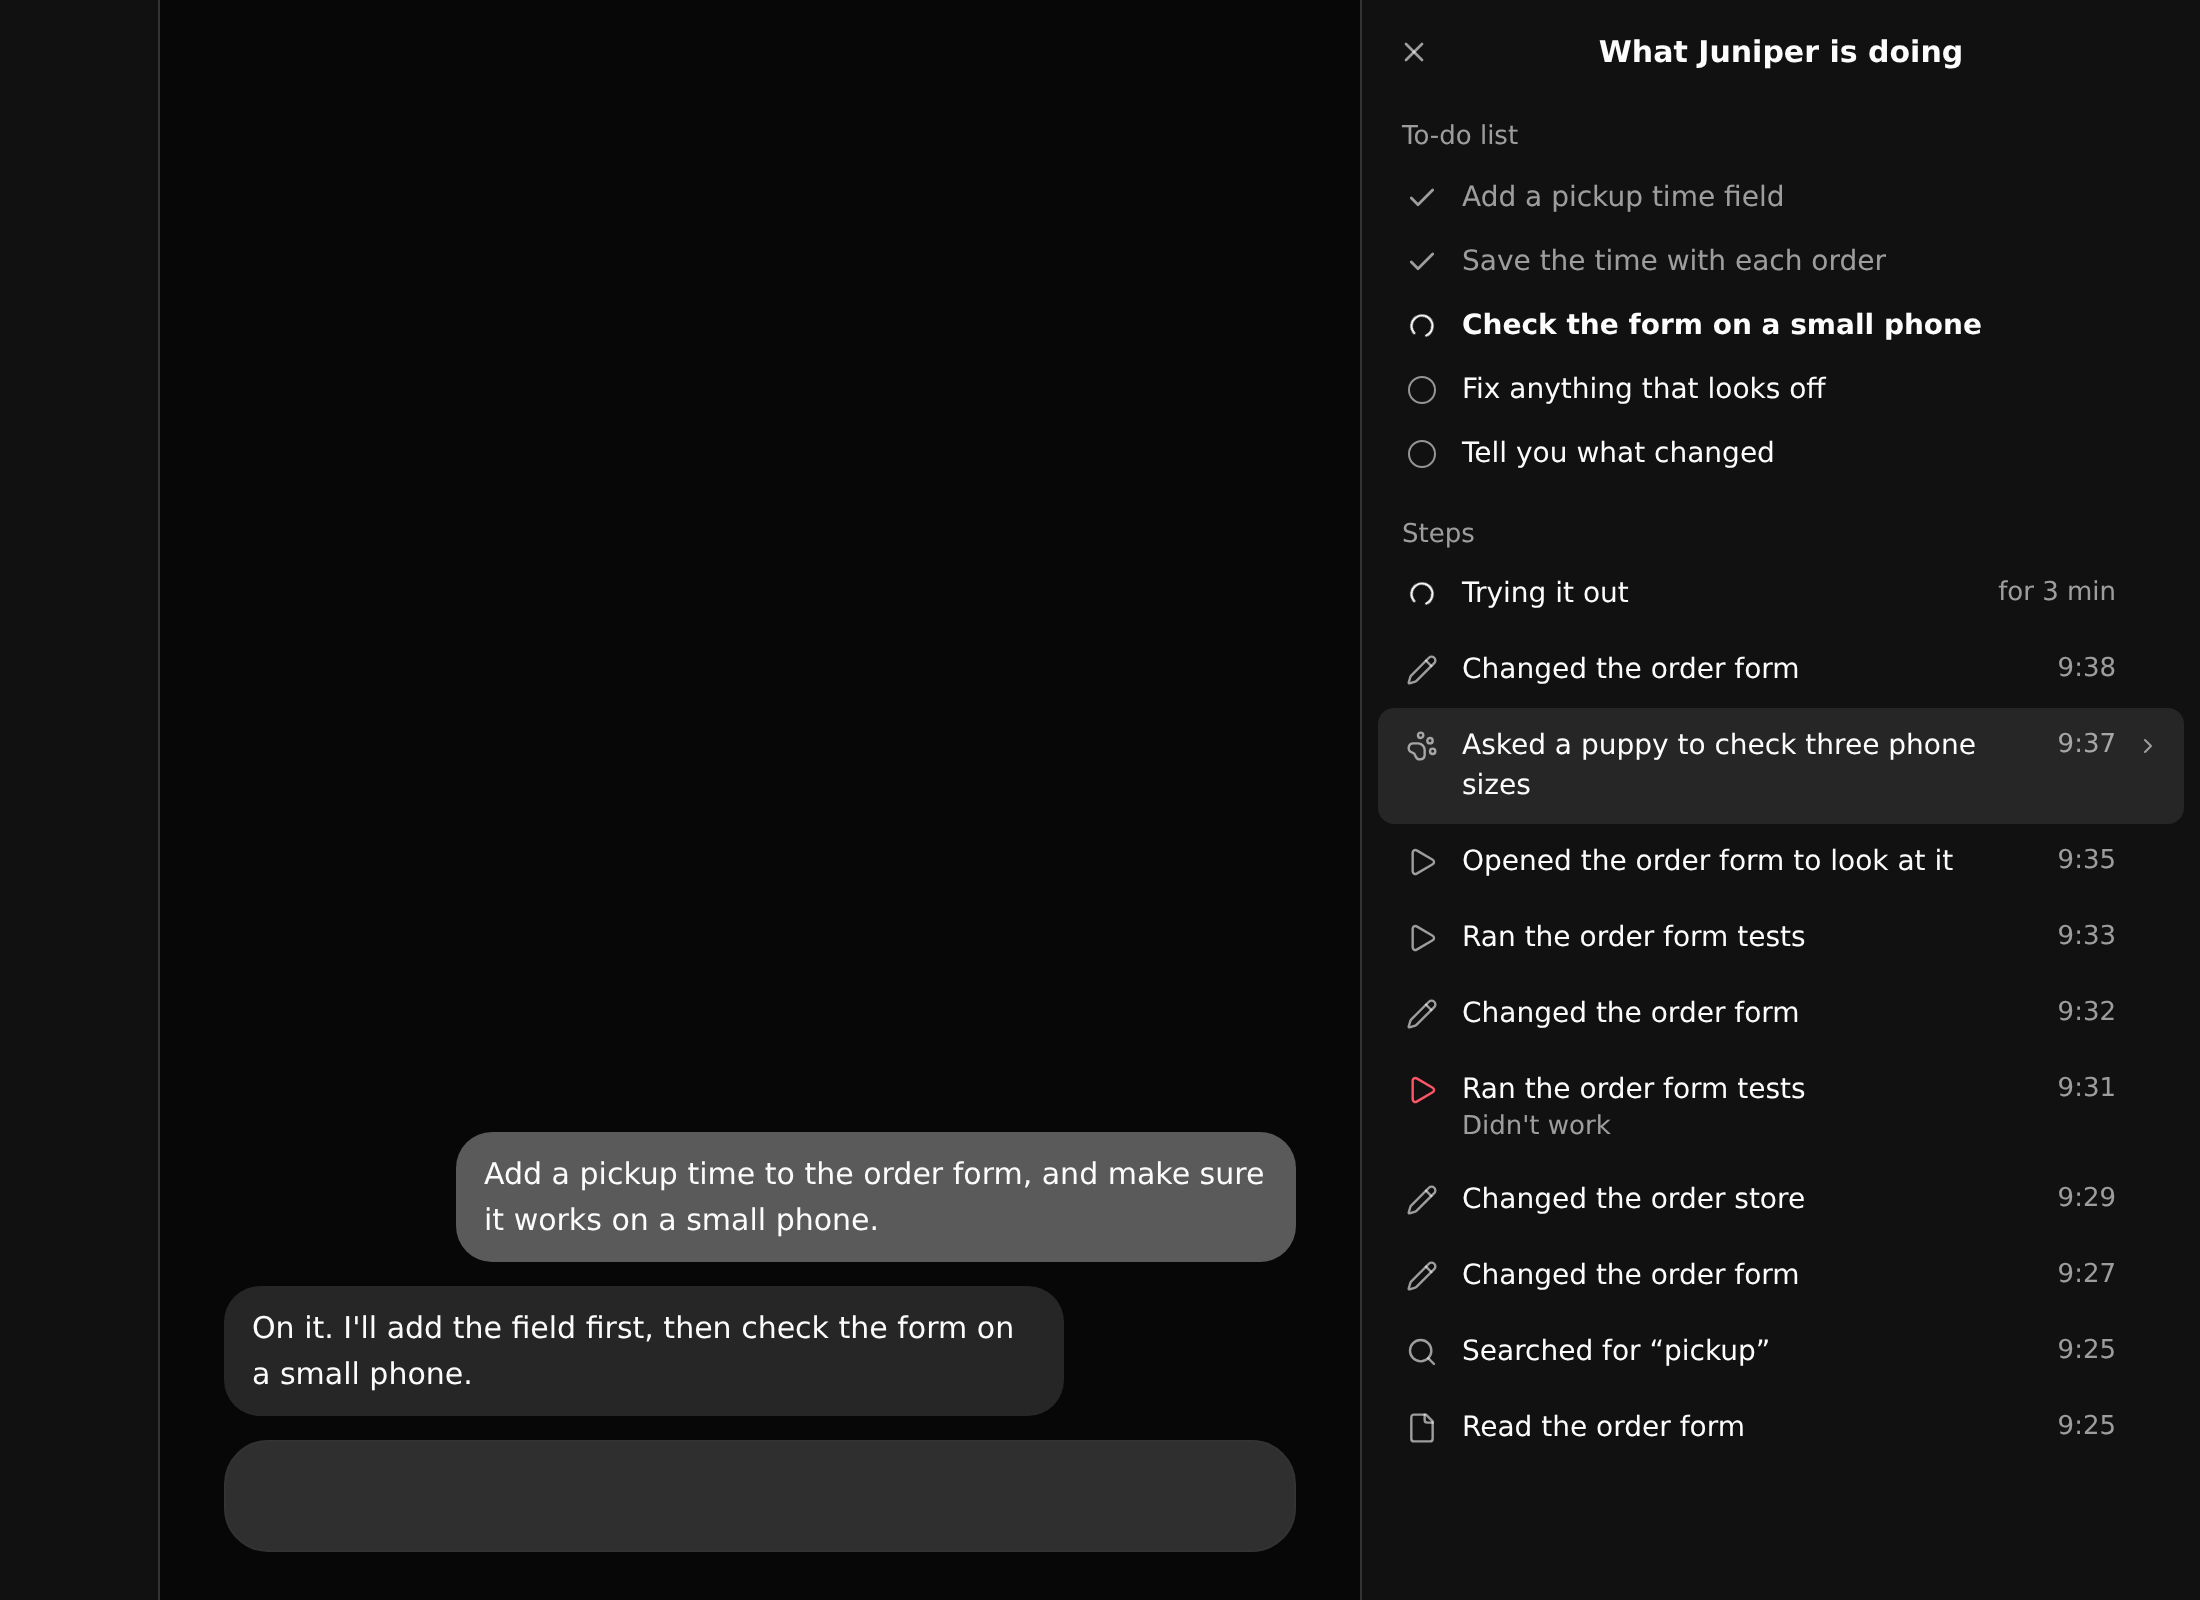 Add a pickup time to the order form, and make sure
it works on a small phone.
On it. I'll add the field first, then check the form on
a small phone.
What Juniper is doing
To-do list
Add a pickup time field
Save the time with each order
Check the form on a small phone
Fix anything that looks off
Tell you what changed
Steps
Trying it out for 3 min
Changed the order form 9:38
Asked a puppy to check three phone 9:37
sizes
Opened the order form to look at it 9:35
Ran the order form tests 9:33
Changed the order form 9:32
Ran the order form tests 9:31
Didn't work
Changed the order store 9:29
Changed the order form 9:27
Searched for “pickup” 9:25
Read the order form 9:25